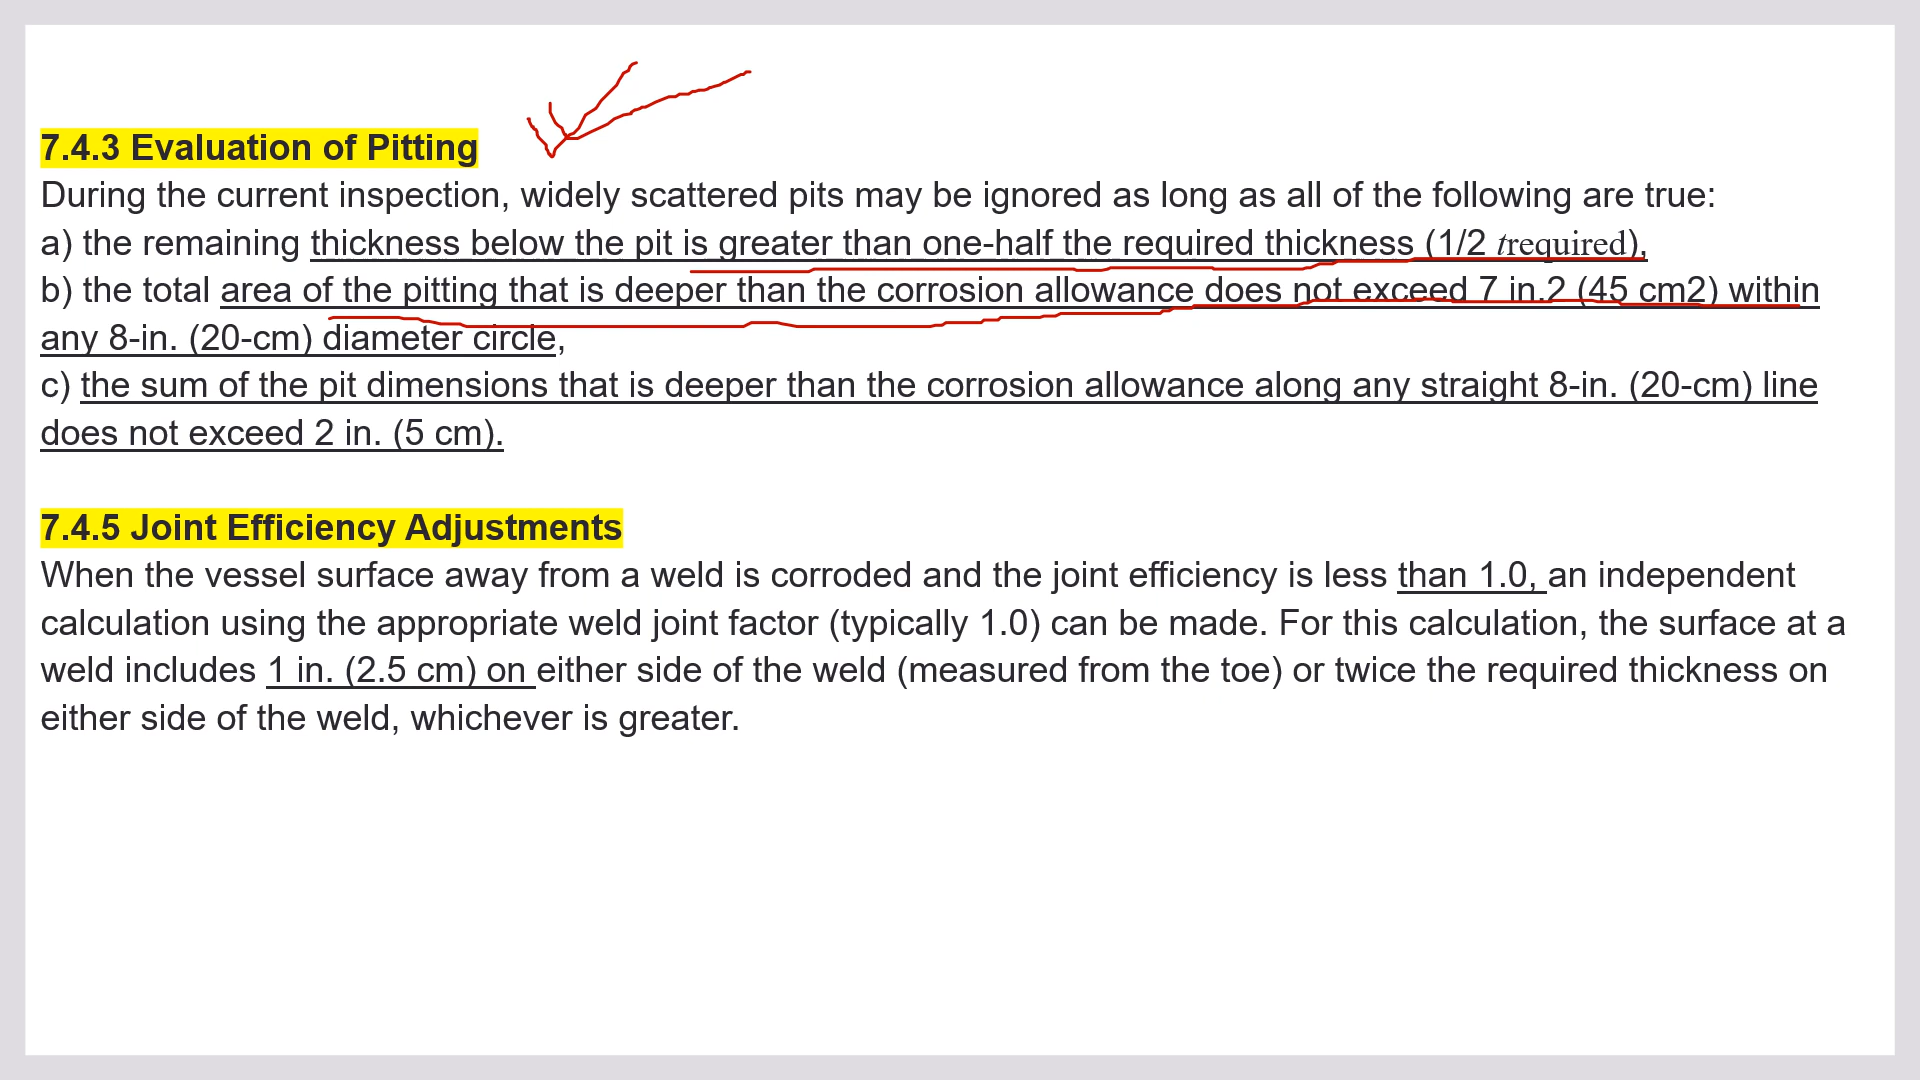 7.4.3 Evaluation of Pitting
During the current inspection, widely scattered pits may be ignored as long as all of the following are true:
a) the remaining thickness below the pit is greater than one-half the required thickness (1/2 𝑡required),
b) the total area of the pitting that is deeper than the corrosion allowance does not exceed 7 in.2 (45 cm2) within
any 8-in. (20-cm) diameter circle,
c) the sum of the pit dimensions that is deeper than the corrosion allowance along any straight 8-in. (20-cm) line
does not exceed 2 in. (5 cm).
7.4.5 Joint Efficiency Adjustments
When the vessel surface away from a weld is corroded and the joint efficiency is less than 1.0, an independent
calculation using the appropriate weld joint factor (typically 1.0) can be made. For this calculation, the surface at a
weld includes 1 in. (2.5 cm) on either side of the weld (measured from the toe) or twice the required thickness on
either side of the weld, whichever is greater.